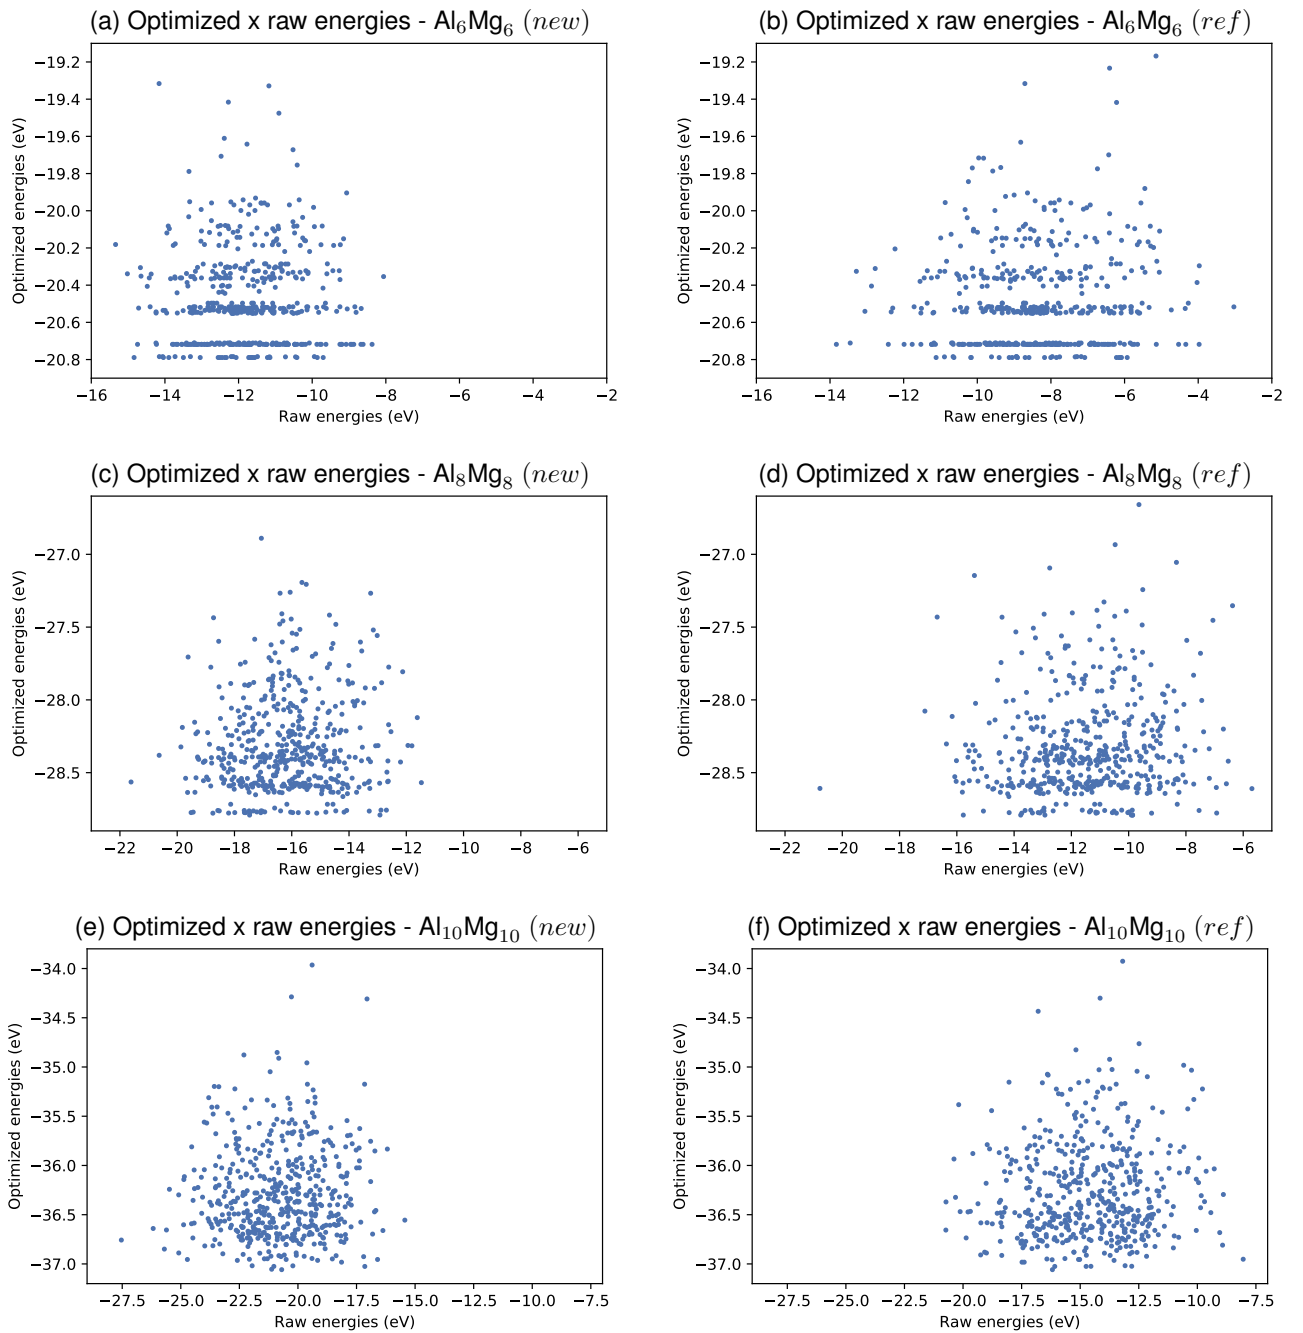 (a) Optimized x raw energies - Al₆Mg₆ (new)
−19.2
−19.4
−19.6
−19.8
−20.0
−20.2
−20.4
−20.6
−20.8
Optimized energies (eV)
−16 −14 −12 −10 −8 −6 −4 −2
Raw energies (eV)
(b) Optimized x raw energies - Al₆Mg₆ (ref)
−19.2
−19.4
−19.6
−19.8
−20.0
−20.2
−20.4
−20.6
−20.8
Optimized energies (eV)
−16 −14 −12 −10 −8 −6 −4 −2
Raw energies (eV)
(c) Optimized x raw energies - Al₈Mg₈ (new)
−27.0
−27.5
−28.0
−28.5
Optimized energies (eV)
−22 −20 −18 −16 −14 −12 −10 −8 −6
Raw energies (eV)
(d) Optimized x raw energies - Al₈Mg₈ (ref)
−27.0
−27.5
−28.0
−28.5
Optimized energies (eV)
−22 −20 −18 −16 −14 −12 −10 −8 −6
Raw energies (eV)
(e) Optimized x raw energies - Al₁₀Mg₁₀ (new)
−34.0
−34.5
−35.0
−35.5
−36.0
−36.5
−37.0
Optimized energies (eV)
−27.5 −25.0 −22.5 −20.0 −17.5 −15.0 −12.5 −10.0 −7.5
Raw energies (eV)
(f) Optimized x raw energies - Al₁₀Mg₁₀ (ref)
−34.0
−34.5
−35.0
−35.5
−36.0
−36.5
−37.0
Optimized energies (eV)
−27.5 −25.0 −22.5 −20.0 −17.5 −15.0 −12.5 −10.0 −7.5
Raw energies (eV)